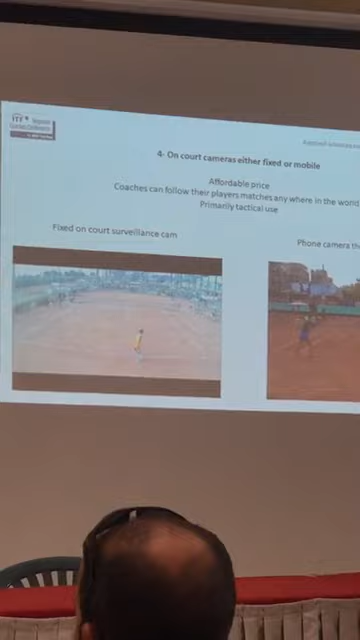 ITF
4- On court cameras either fixed or mobile
Affordable price
Coaches can follow their players matches any where in the world
Primarily tactical use
Fixed on court surveillance cam
Phone camera